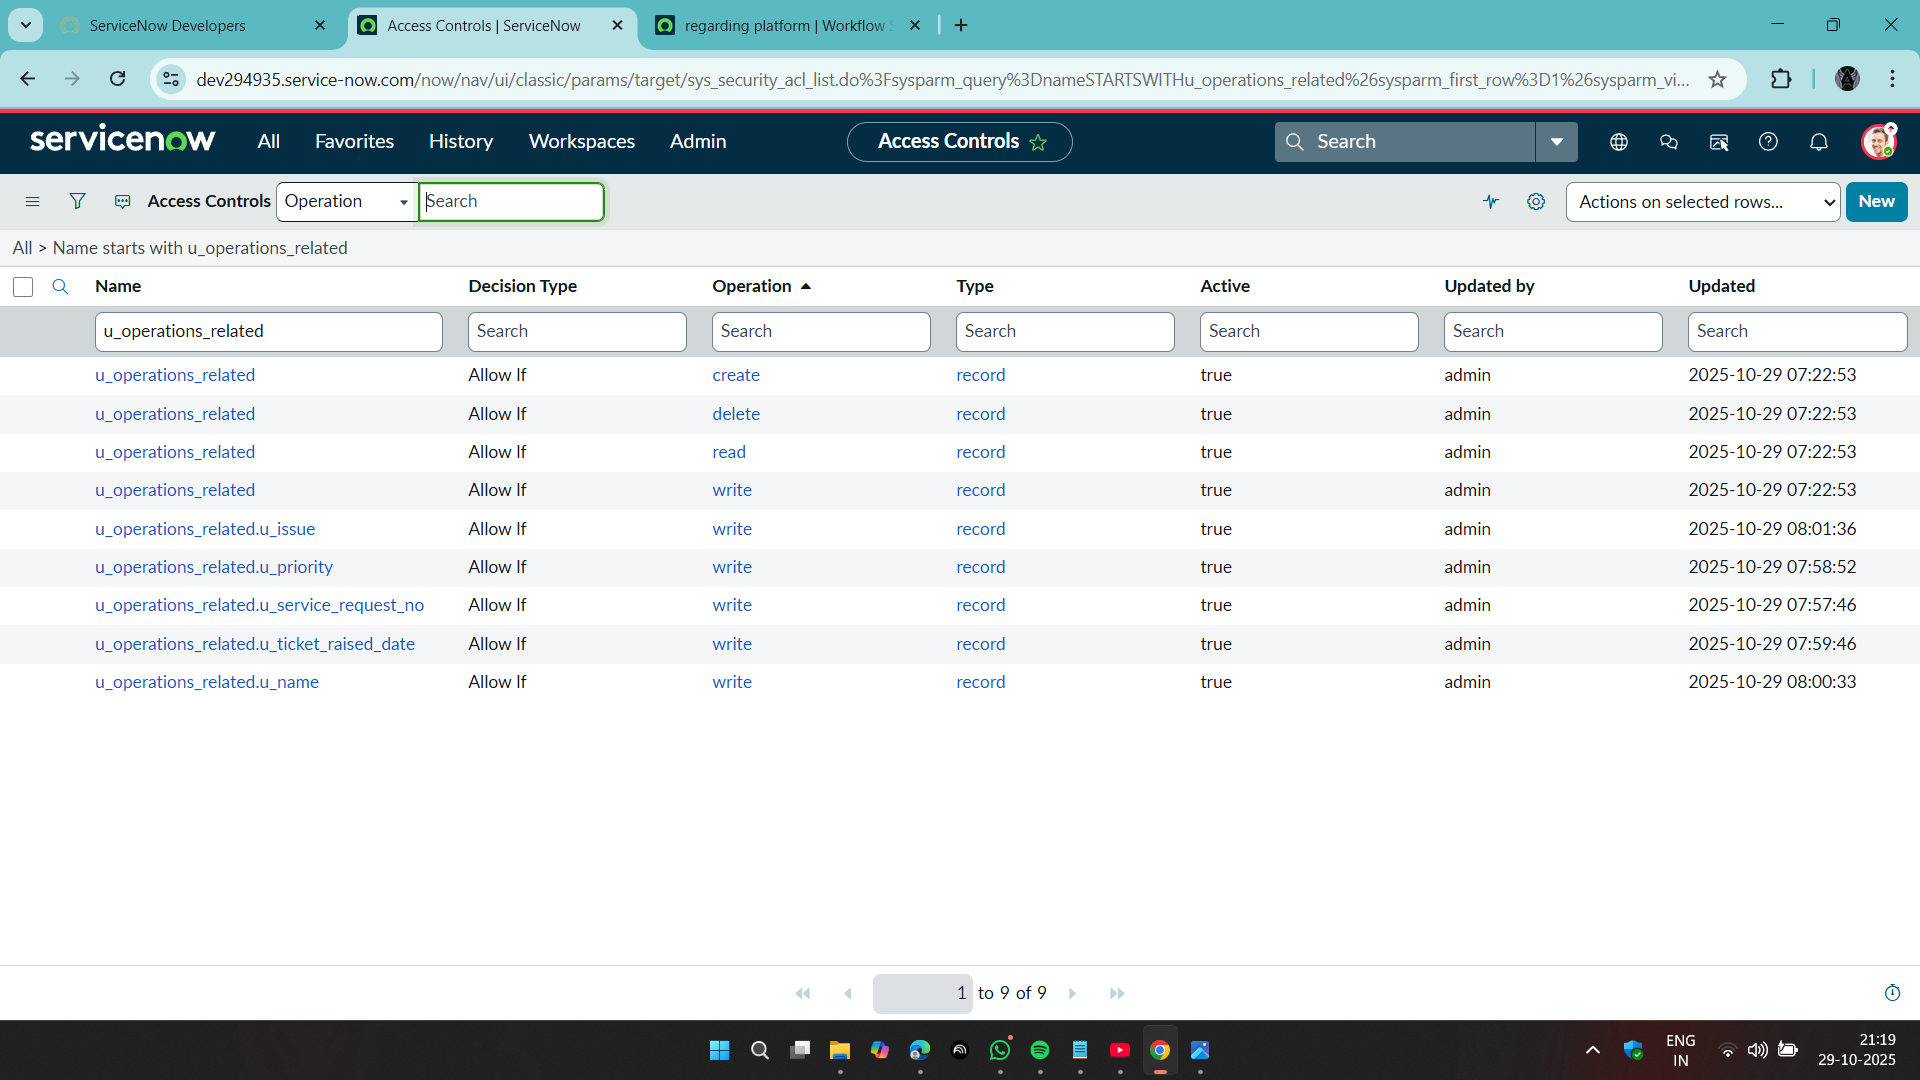 ServiceNow Developers
Access Controls | ServiceNow
regarding platform | Workflow
dev294935.service-now.com/now/nav/ui/classic/params/target/sys_security_acl_list.do%3Fsysparm_query%3DnameSTARTSWITHu_operations_related%26sysparm_first_row%3D1%26sysparm_vi...
servicenow All Favorites History Workspaces Admin Access Controls Search
Access Controls Operation Search Actions on selected rows... New
All > Name starts with u_operations_related
Name Decision Type Operation Type Active Updated by Updated
u_operations_related Search Search Search Search Search Search
u_operations_related Allow If create record true admin 2025-10-29 07:22:53
u_operations_related Allow If delete record true admin 2025-10-29 07:22:53
u_operations_related Allow If read record true admin 2025-10-29 07:22:53
u_operations_related Allow If write record true admin 2025-10-29 07:22:53
u_operations_related.u_issue Allow If write record true admin 2025-10-29 08:01:36
u_operations_related.u_priority Allow If write record true admin 2025-10-29 07:58:52
u_operations_related.u_service_request_no Allow If write record true admin 2025-10-29 07:57:46
u_operations_related.u_ticket_raised_date Allow If write record true admin 2025-10-29 07:59:46
u_operations_related.u_name Allow If write record true admin 2025-10-29 08:00:33
1 to 9 of 9
ENG
IN
21:19
29-10-2025